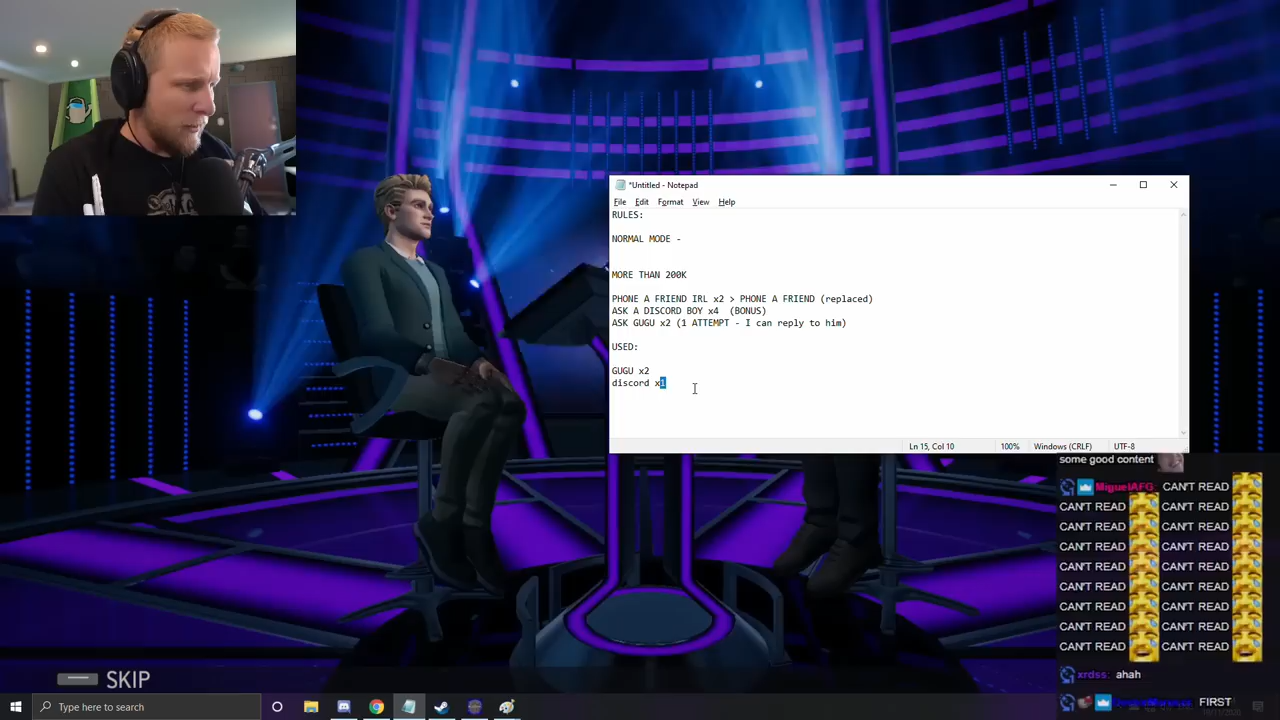 *Untitled - Notepad
File Edit Format View Help
RULES:
NORMAL MODE -
MORE THAN 200K
PHONE A FRIEND IRL x2 > PHONE A FRIEND (replaced)
ASK A DISCORD BOY x4 (BONUS)
ASK GUGU x2 (1 ATTEMPT - I can reply to him)
USED:
GUGU x2
discord x1
Ln 15, Col 10 100% Windows (CRLF) UTF-8
some good content
MiguelAFG CAN'T READ
CAN'T READ CAN'T READ
CAN'T READ CAN'T READ
CAN'T READ CAN'T READ
CAN'T READ CAN'T READ
CAN'T READ CAN'T READ
CAN'T READ CAN'T READ
CAN'T READ CAN'T READ
CAN'T READ CAN'T READ
xrdss: ahah
FIRST
SKIP
Type here to search